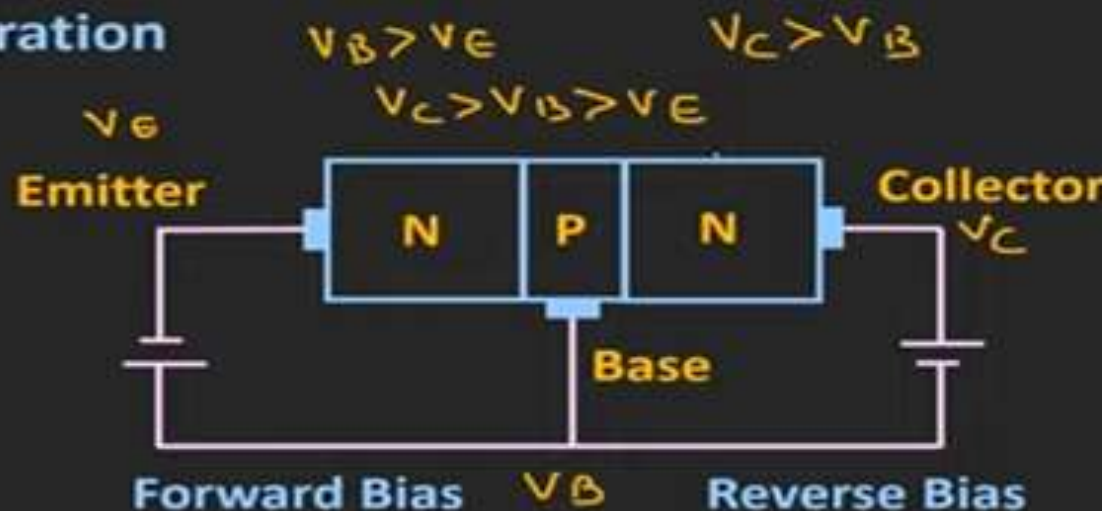 ration
VB > VE
VC > VB
VC > VB > VE
VE
Emitter
N
P
N
Collector
VC
Base
Forward Bias
VB
Reverse Bias